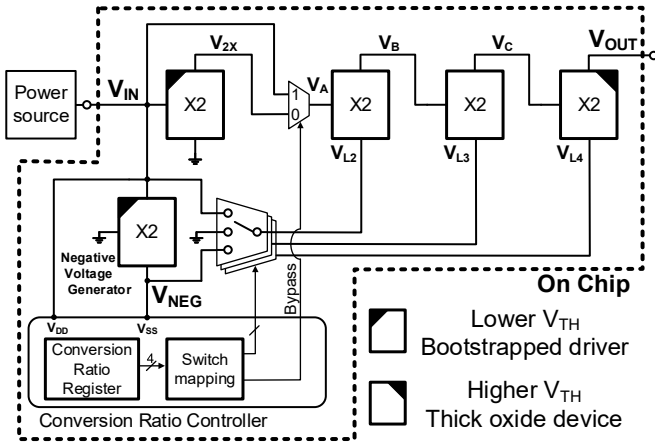 V2X
VB
VC
VOUT
Power
source
VIN
X2
1
0
VA
X2
X2
X2
VL2
VL3
VL4
X2
Negative
Voltage
Generator
VNEG
Bypass
On Chip
VDD
VSS
Conversion
Ratio
Register
4
Switch
mapping
Conversion Ratio Controller
Lower VTH
Bootstrapped driver
Higher VTH
Thick oxide device